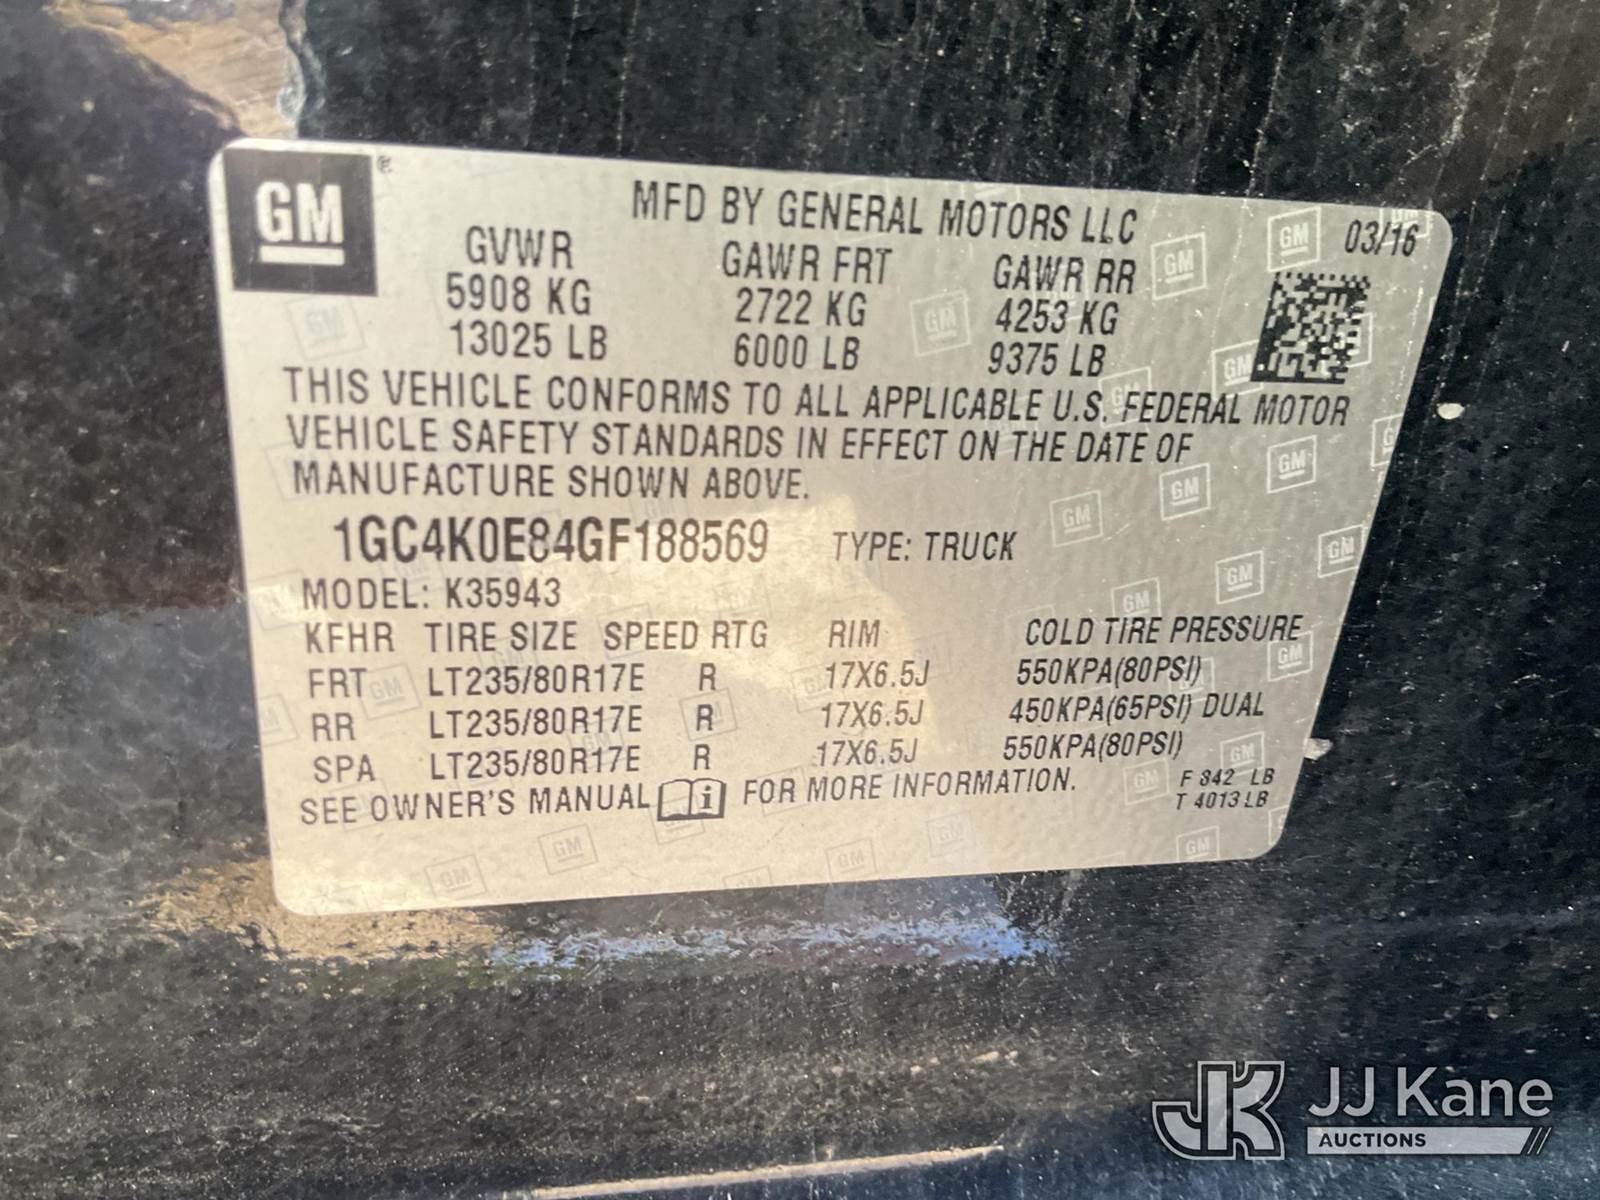 GM
MFD BY GENERAL MOTORS LLC 03/16
GVWR GAWR FRT GAWR RR
5908 KG 2722 KG 4253 KG
13025 LB 6000 LB 9375 LB
THIS VEHICLE CONFORMS TO ALL APPLICABLE U.S. FEDERAL MOTOR
VEHICLE SAFETY STANDARDS IN EFFECT ON THE DATE OF
MANUFACTURE SHOWN ABOVE.
1GC4K0E84GF188569 TYPE: TRUCK
MODEL: K35943
KFHR TIRE SIZE SPEED RTG RIM COLD TIRE PRESSURE
FRT LT235/80R17E R 17X6.5J 550KPA(80PSI)
RR LT235/80R17E R 17X6.5J 450KPA(65PSI) DUAL
SPA LT235/80R17E R 17X6.5J 550KPA(80PSI)
SEE OWNER'S MANUAL i FOR MORE INFORMATION.
F 842 LB
T 4013 LB
JK JJ Kane
AUCTIONS